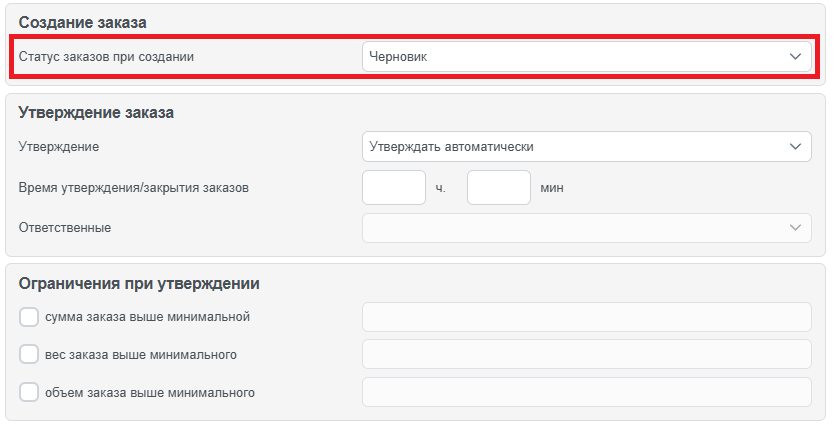 Создание заказа
Статус заказов при создании Черновик
Утверждение заказа
Утверждение Утверждать автоматически
Время утверждения/закрытия заказов ч. мин
Ответственные
Ограничения при утверждении
сумма заказа выше минимальной
вес заказа выше минимального
объем заказа выше минимального